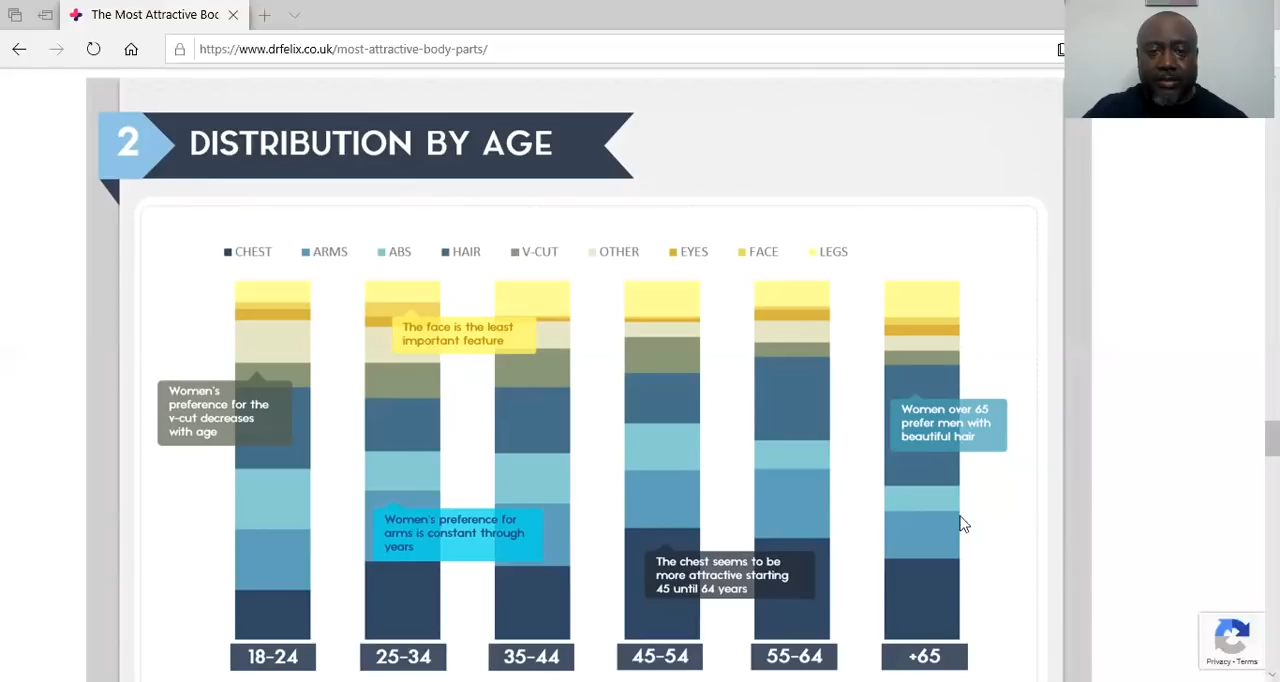 The Most Attractive Boc
https://www.drfelix.co.uk/most-attractive-body-parts/
2 DISTRIBUTION BY AGE
CHEST ARMS ABS HAIR V-CUT OTHER EYES FACE LEGS
The face is the least
important feature
Women's
preference for the
v-cut decreases
with age
Women over 65
prefer men with
beautiful hair
Women's preference for
arms is constant through
years
The chest seems to be
more attractive starting
45 until 64 years
18-24 25-34 35-44 45-54 55-64 +65
Privacy - Terms